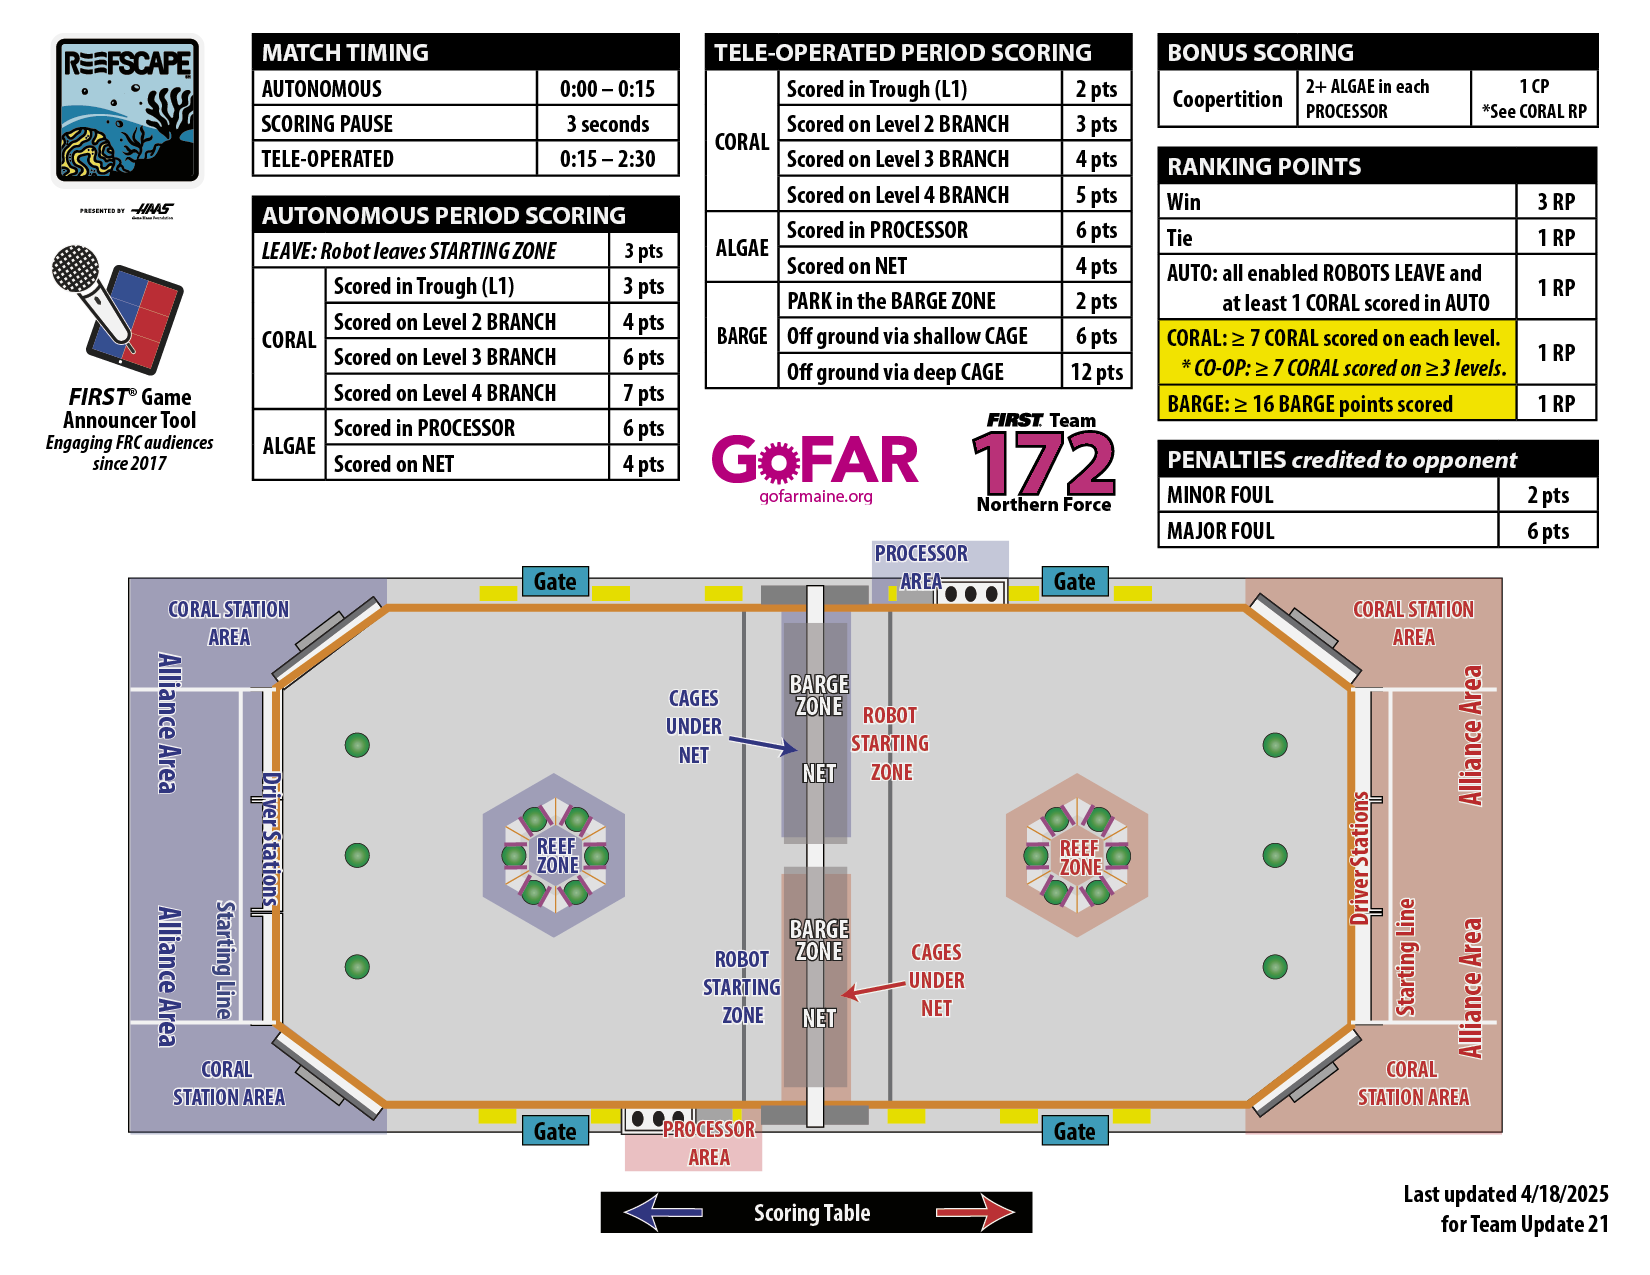 REEFSCAPE
PRESENTED BY HAAS
Gene Haas Foundation
FIRST® Game
Announcer Tool
Engaging FRC audiences
since 2017
MATCH TIMING
AUTONOMOUS 0:00 – 0:15
SCORING PAUSE 3 seconds
TELE-OPERATED 0:15 – 2:30
AUTONOMOUS PERIOD SCORING
LEAVE: Robot leaves STARTING ZONE 3 pts
CORAL
Scored in Trough (L1) 3 pts
Scored on Level 2 BRANCH 4 pts
Scored on Level 3 BRANCH 6 pts
Scored on Level 4 BRANCH 7 pts
ALGAE
Scored in PROCESSOR 6 pts
Scored on NET 4 pts
TELE-OPERATED PERIOD SCORING
CORAL
Scored in Trough (L1) 2 pts
Scored on Level 2 BRANCH 3 pts
Scored on Level 3 BRANCH 4 pts
Scored on Level 4 BRANCH 5 pts
ALGAE
Scored in PROCESSOR 6 pts
Scored on NET 4 pts
BARGE
PARK in the BARGE ZONE 2 pts
Off ground via shallow CAGE 6 pts
Off ground via deep CAGE 12 pts
GOFAR
gofarmaine.org
FIRST Team
172
Northern Force
BONUS SCORING
Coopertition
2+ ALGAE in each
PROCESSOR
1 CP
*See CORAL RP
RANKING POINTS
Win 3 RP
Tie 1 RP
AUTO: all enabled ROBOTS LEAVE and
at least 1 CORAL scored in AUTO
1 RP
CORAL: ≥ 7 CORAL scored on each level.
* CO-OP: ≥ 7 CORAL scored on ≥3 levels.
1 RP
BARGE: ≥ 16 BARGE points scored 1 RP
PENALTIES credited to opponent
MINOR FOUL 2 pts
MAJOR FOUL 6 pts
PROCESSOR
AREA
Gate
Gate
CORAL STATION
AREA
CORAL STATION
AREA
Alliance Area
Alliance Area
Driver Stations
Starting Line
CAGES
UNDER
NET
BARGE
ZONE
NET
ROBOT
STARTING
ZONE
REEF
ZONE
REEF
ZONE
BARGE
ZONE
NET
ROBOT
STARTING
ZONE
CAGES
UNDER
NET
Driver Stations
Starting Line
Alliance Area
Alliance Area
CORAL
STATION AREA
CORAL
STATION AREA
Gate
Gate
PROCESSOR
AREA
Scoring Table
Last updated 4/18/2025
for Team Update 21